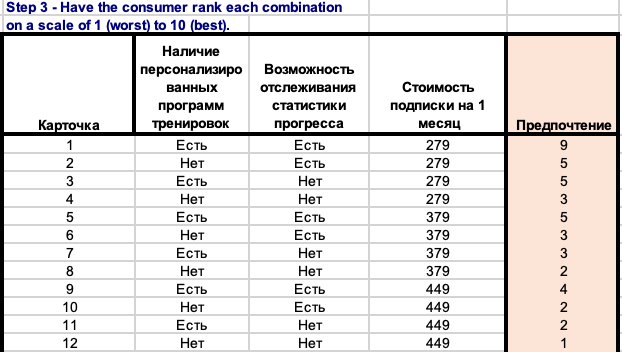 Step 3 - Have the consumer rank each combination
on a scale of 1 (worst) to 10 (best).
Карточка Наличие персонализиро ванных программ тренировок Возможность отслеживания статистики прогресса Стоимость подписки на 1 месяц Предпочтение
1 Есть Есть 279 9
2 Нет Есть 279 5
3 Есть Нет 279 5
4 Нет Нет 279 3
5 Есть Есть 379 5
6 Нет Есть 379 3
7 Есть Нет 379 3
8 Нет Нет 379 2
9 Есть Есть 449 4
10 Нет Есть 449 2
11 Есть Нет 449 2
12 Нет Нет 449 1